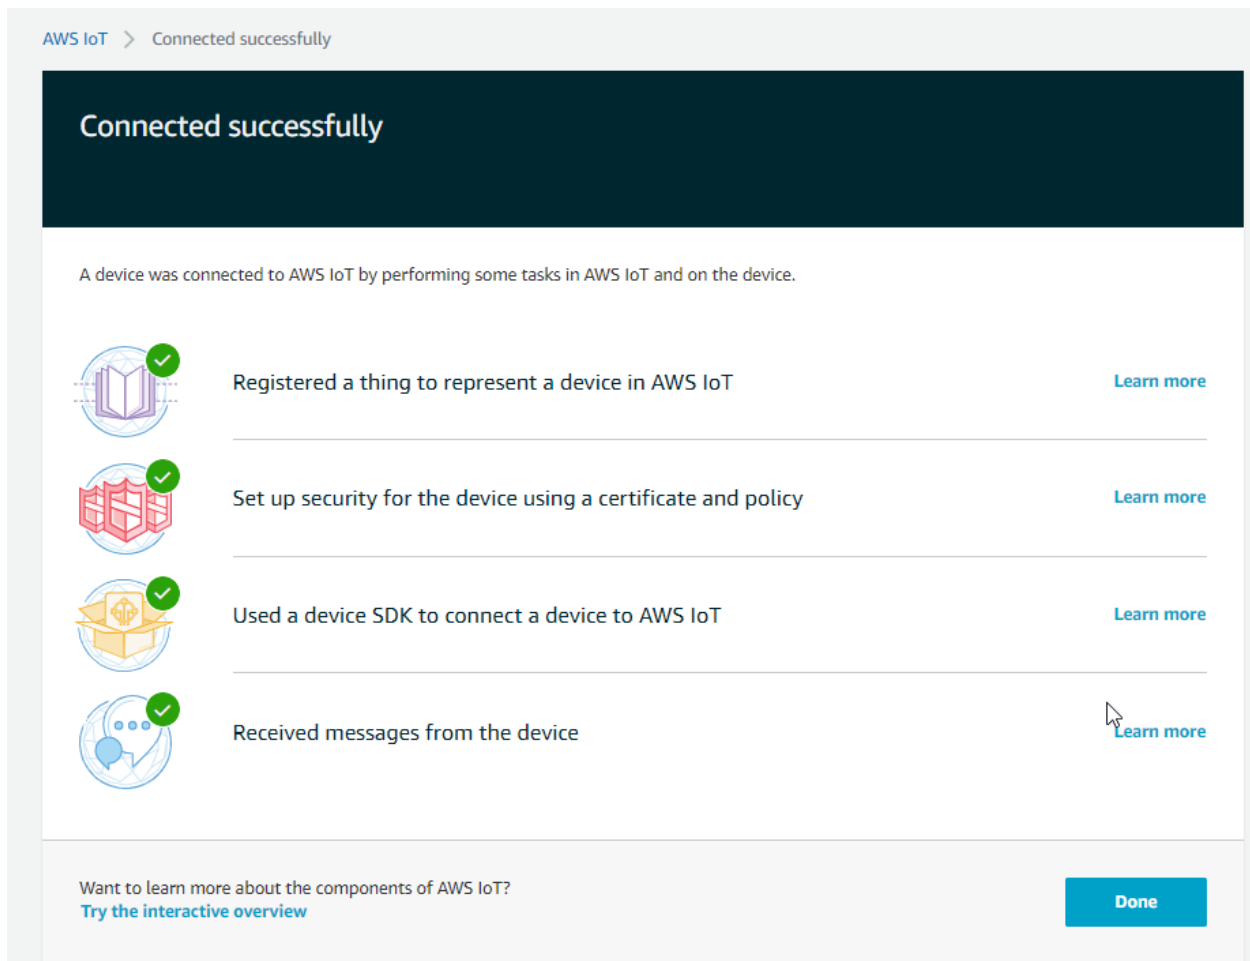 AWS IoT > Connected successfully
Connected successfully
A device was connected to AWS IoT by performing some tasks in AWS IoT and on the device.
Registered a thing to represent a device in AWS IoT Learn more
Set up security for the device using a certificate and policy Learn more
Used a device SDK to connect a device to AWS IoT Learn more
Received messages from the device Learn more
Want to learn more about the components of AWS IoT?
Try the interactive overview
Done